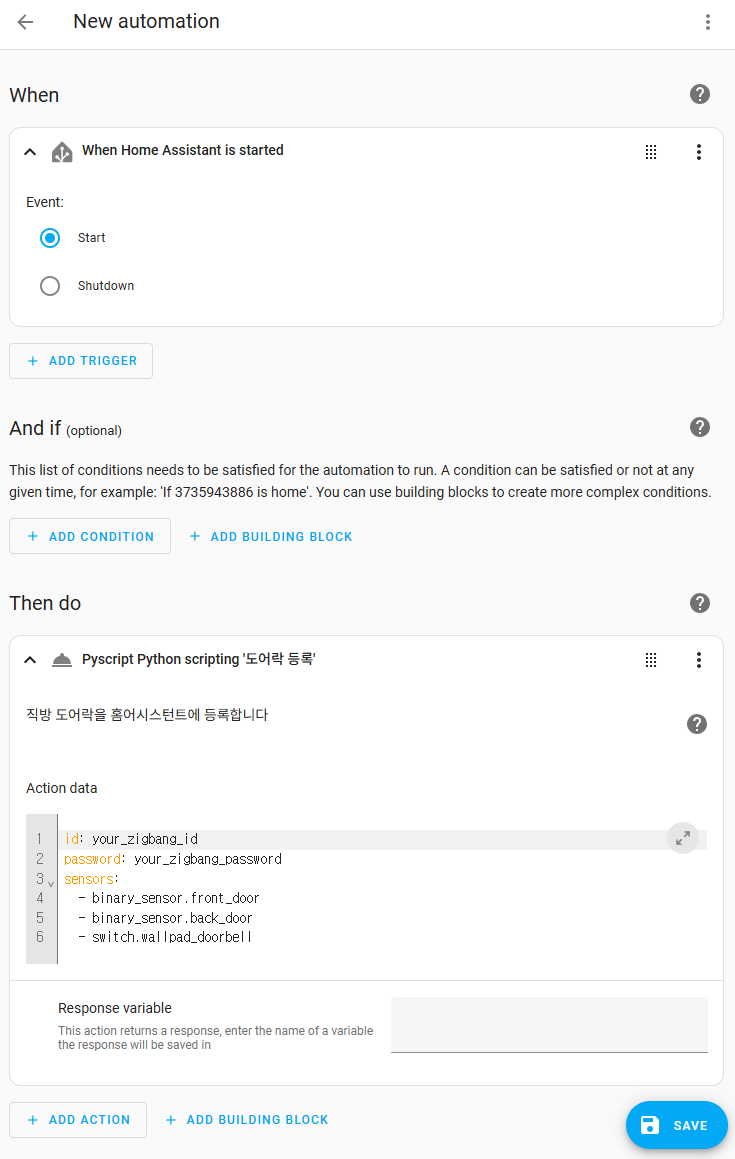 New automation
When
When Home Assistant is started
Event:
Start
Shutdown
+ ADD TRIGGER
And if (optional)
This list of conditions needs to be satisfied for the automation to run. A condition can be satisfied or not at any
given time, for example: 'If 3735943886 is home'. You can use building blocks to create more complex conditions.
+ ADD CONDITION + ADD BUILDING BLOCK
Then do
Pyscript Python scripting '도어락 등록'
직방 도어락을 홈어시스턴트에 등록합니다
Action data
1 id: your_zigbang_id
2 password: your_zigbang_password
3 sensors:
4 - binary_sensor.front_door
5 - binary_sensor.back_door
6 - switch.wallpad_doorbell
Response variable
This action returns a response, enter the name of a variable
the response will be saved in
+ ADD ACTION + ADD BUILDING BLOCK
SAVE